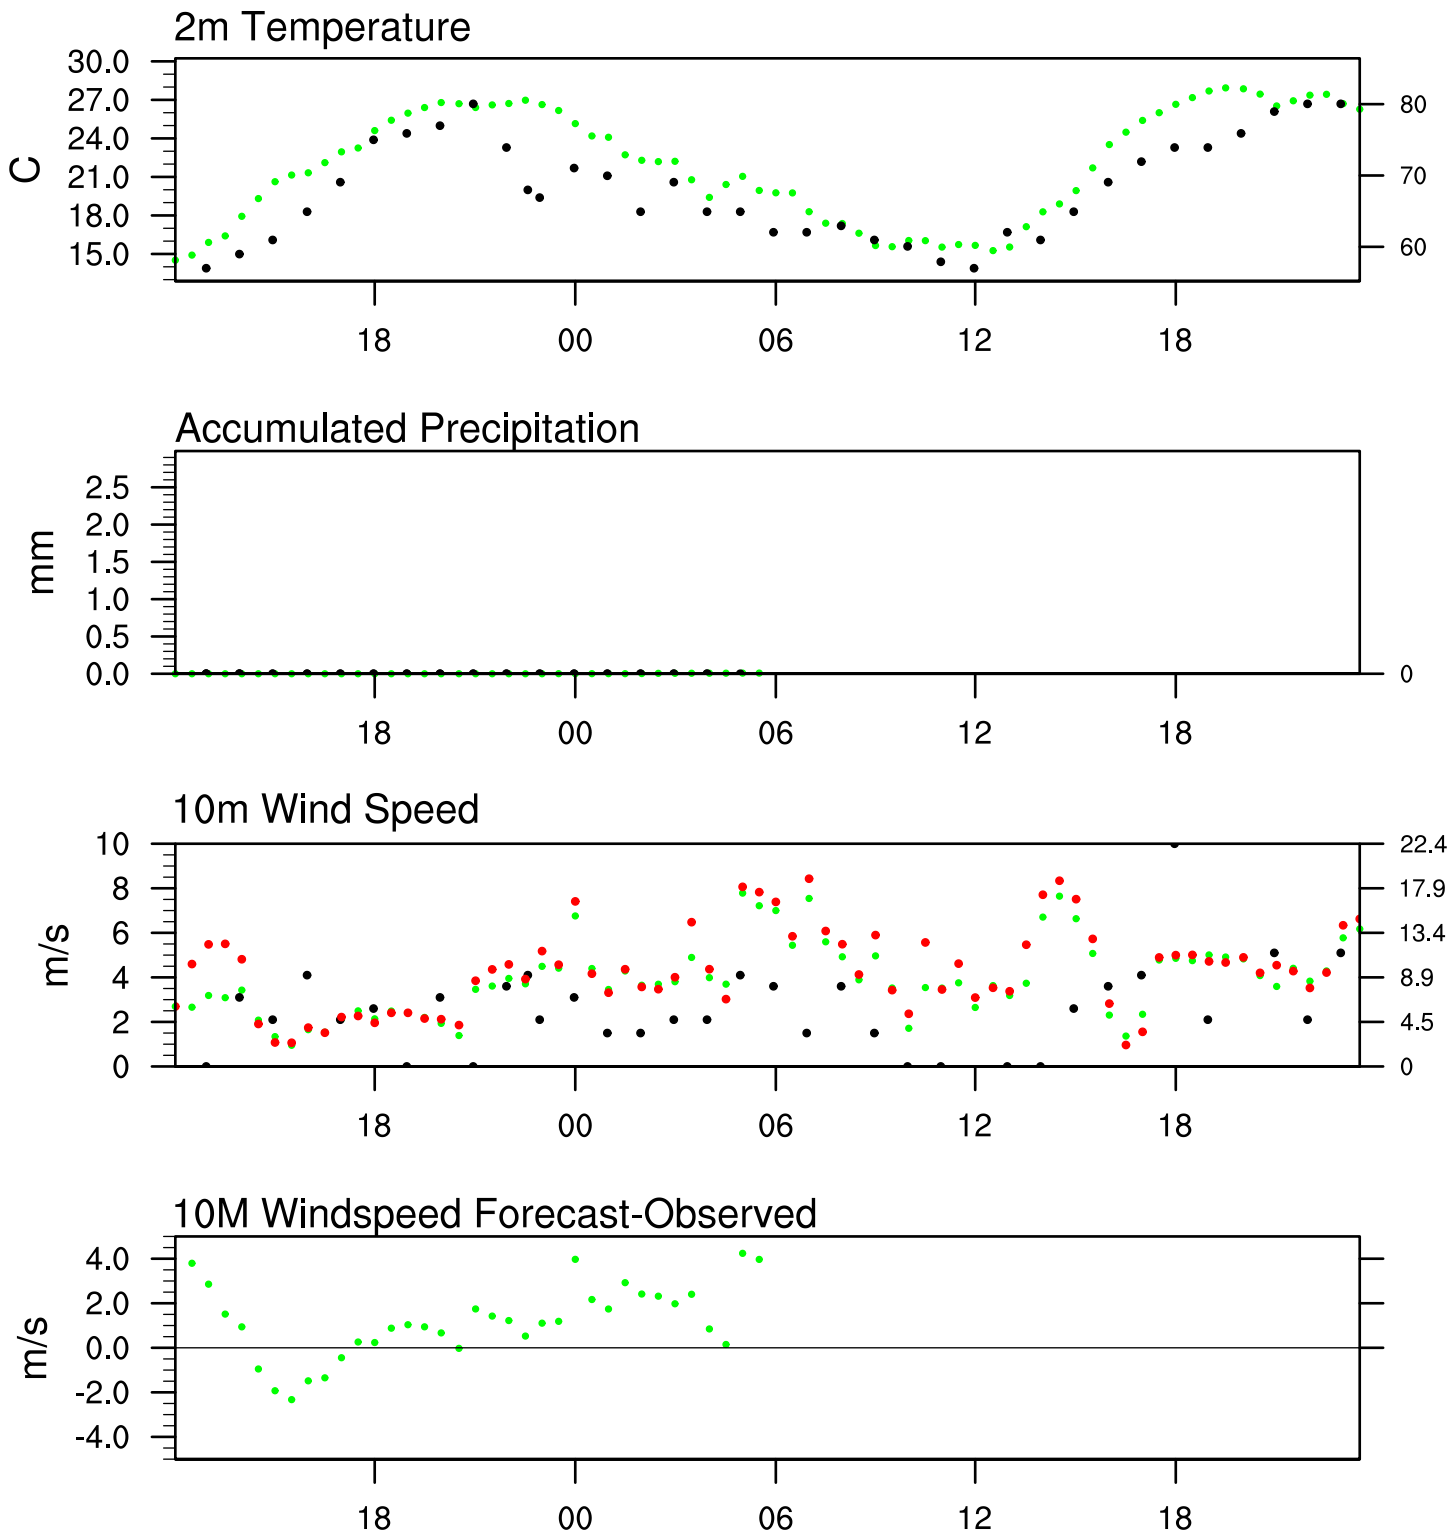 2m Temperature
30.0
27.0
24.0
21.0
18.0
15.0
C
80
70
60
18 00 06 12 18
Accumulated Precipitation
2.5
2.0
1.5
1.0
0.5
0.0
mm
0
18 00 06 12 18
10m Wind Speed
10
8
6
4
2
0
m/s
22.4
17.9
13.4
8.9
4.5
0
18 00 06 12 18
10M Windspeed Forecast-Observed
4.0
2.0
0.0
-2.0
-4.0
m/s
18 00 06 12 18